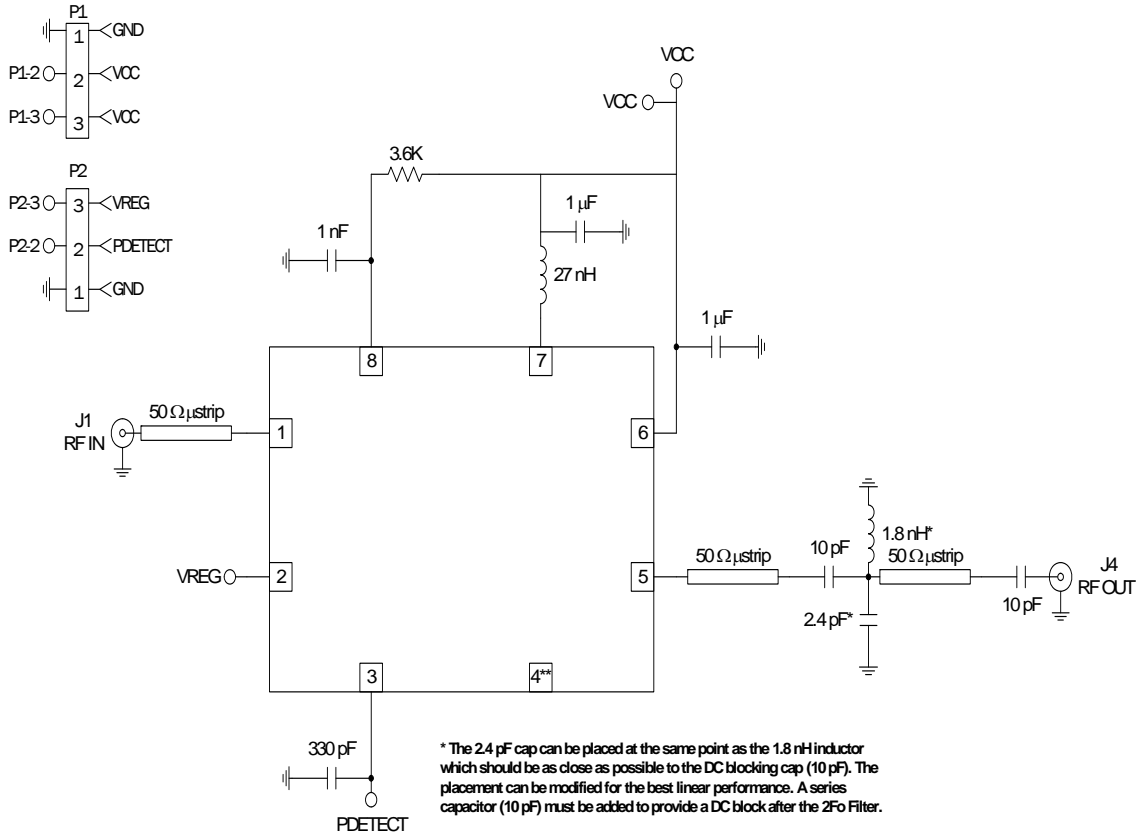 P1
1 GND
P1-2 2 VCC
P1-3 3 VCC
P2
P2-3 3 VREG
P2-2 2 PDETECT
1 GND
VCC
VCC
3.6K
1 µF
1 nF
27 nH
1 µF
8
7
J1
RF IN
50 Ω µstrip
1
6
VREG
2
5
50 Ω µstrip
10 pF
1.8 nH*
50 Ω µstrip
2.4 pF*
10 pF
J4
RF OUT
3
4**
330 pF
PDETECT
* The 2.4 pF cap can be placed at the same point as the 1.8 nH inductor
which should be as close as possible to the DC blocking cap (10 pF). The
placement can be modified for the best linear performance. A series
capacitor (10 pF) must be added to provide a DC block after the 2Fo Filter.